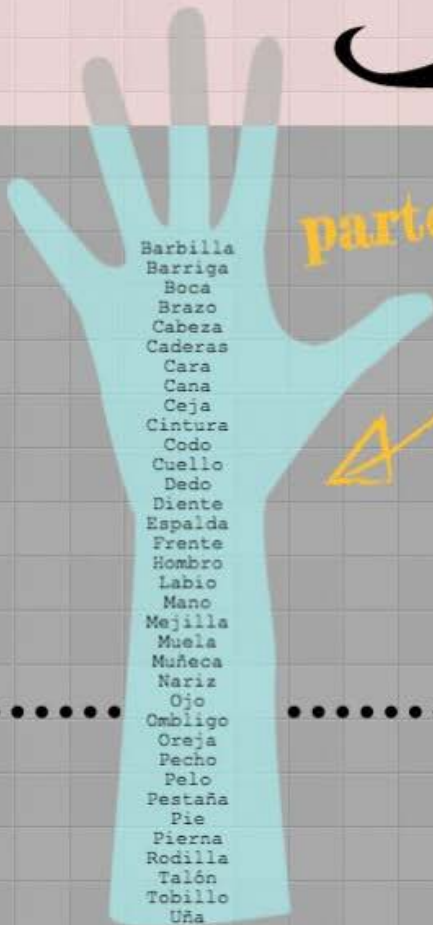 parte
Barbilla
Barriga
Boca
Brazo
Cabeza
Caderas
Cara
Cana
Ceja
Cintura
Codo
Cuello
Dedo
Diente
Espalda
Frente
Hombro
Labio
Mano
Mejilla
Muela
Muñeca
Nariz
Ojo
Ombligo
Oreja
Pecho
Pelo
Pestaña
Pie
Pierna
Rodilla
Talón
Tobillo
Uña